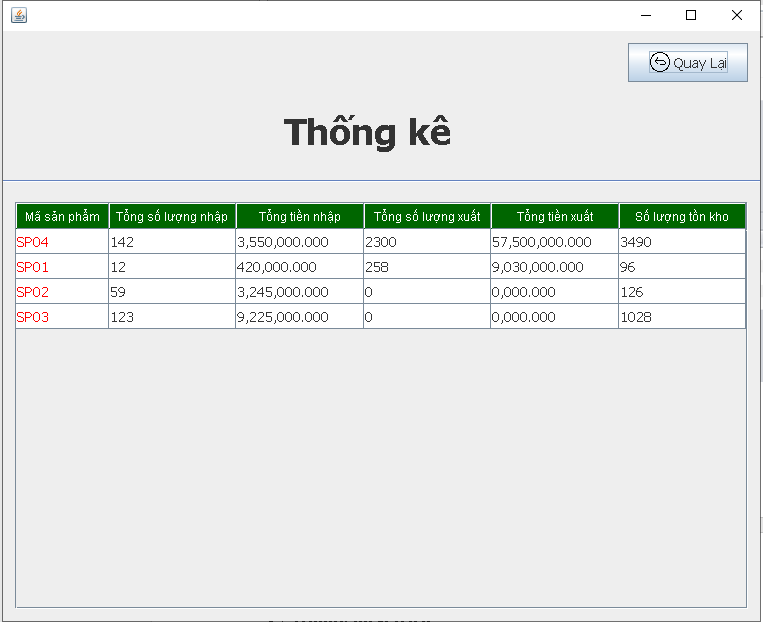 Quay Lại
Thống kê
Mã sản phẩm Tổng số lượng nhập Tổng tiền nhập Tổng số lượng xuất Tổng tiền xuất Số lượng tồn kho
SP04 142 3,550,000.000 2300 57,500,000.000 3490
SP01 12 420,000.000 258 9,030,000.000 96
SP02 59 3,245,000.000 0 0,000.000 126
SP03 123 9,225,000.000 0 0,000.000 1028